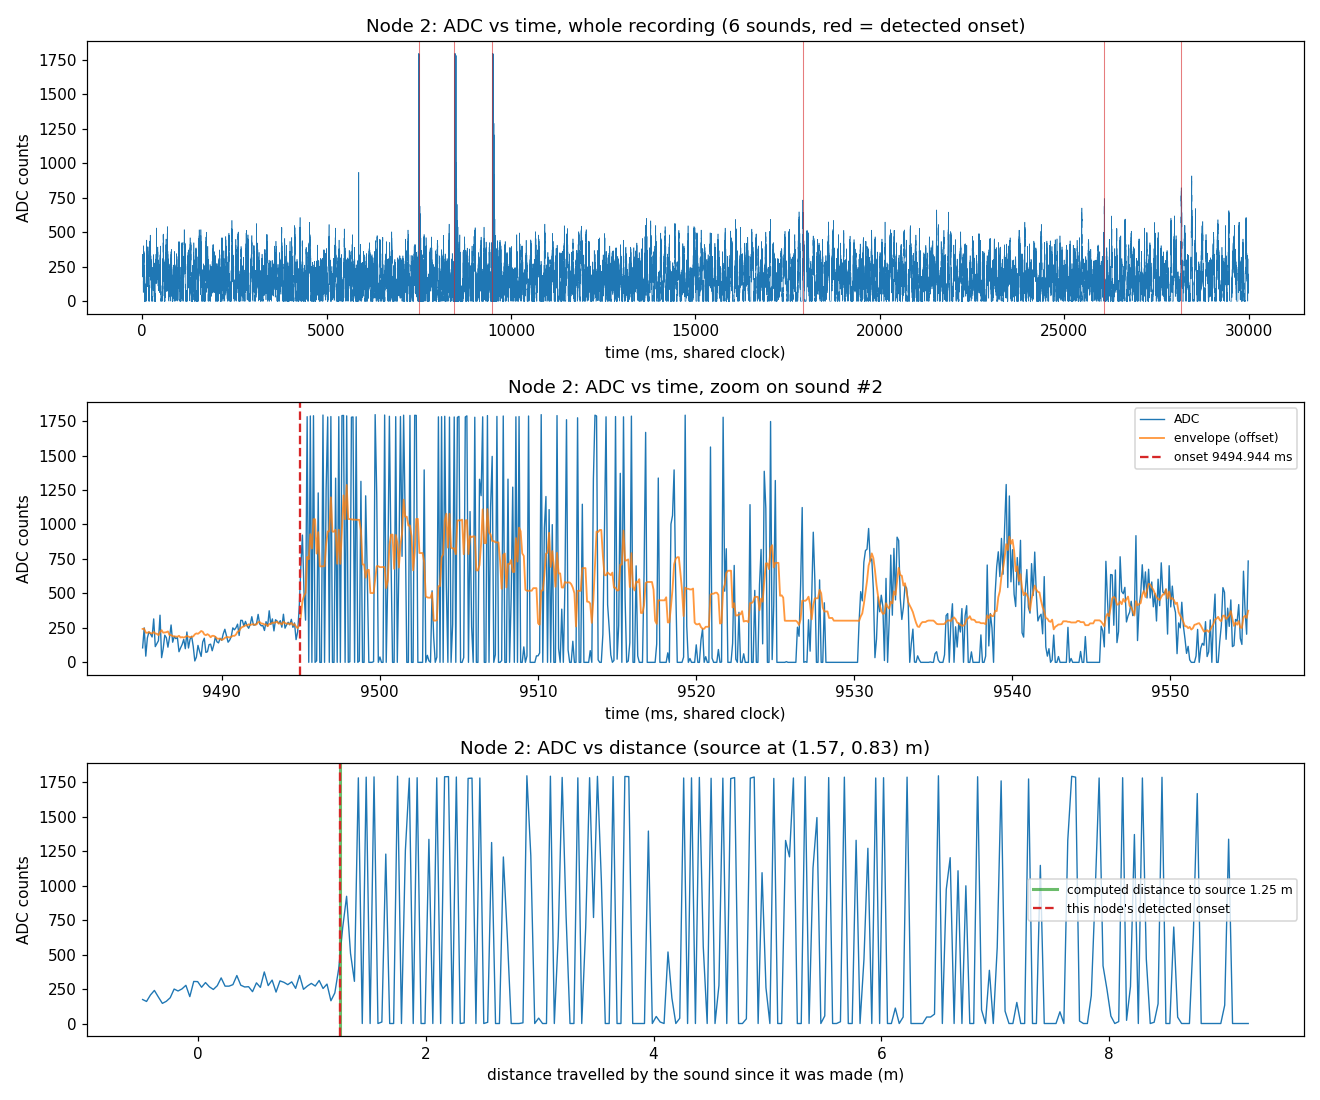 Node 2: ADC vs time, whole recording (6 sounds, red = detected onset)
ADC counts
1750
1500
1250
1000
750
500
250
0
0 5000 10000 15000 20000 25000 30000
time (ms, shared clock)
Node 2: ADC vs time, zoom on sound #2
ADC counts
1750
1500
1250
1000
750
500
250
0
ADC
envelope (offset)
onset 9494.944 ms
9490 9500 9510 9520 9530 9540 9550
time (ms, shared clock)
Node 2: ADC vs distance (source at (1.57, 0.83) m)
ADC counts
1750
1500
1250
1000
750
500
250
0
computed distance to source 1.25 m
this node's detected onset
0 2 4 6 8
distance travelled by the sound since it was made (m)